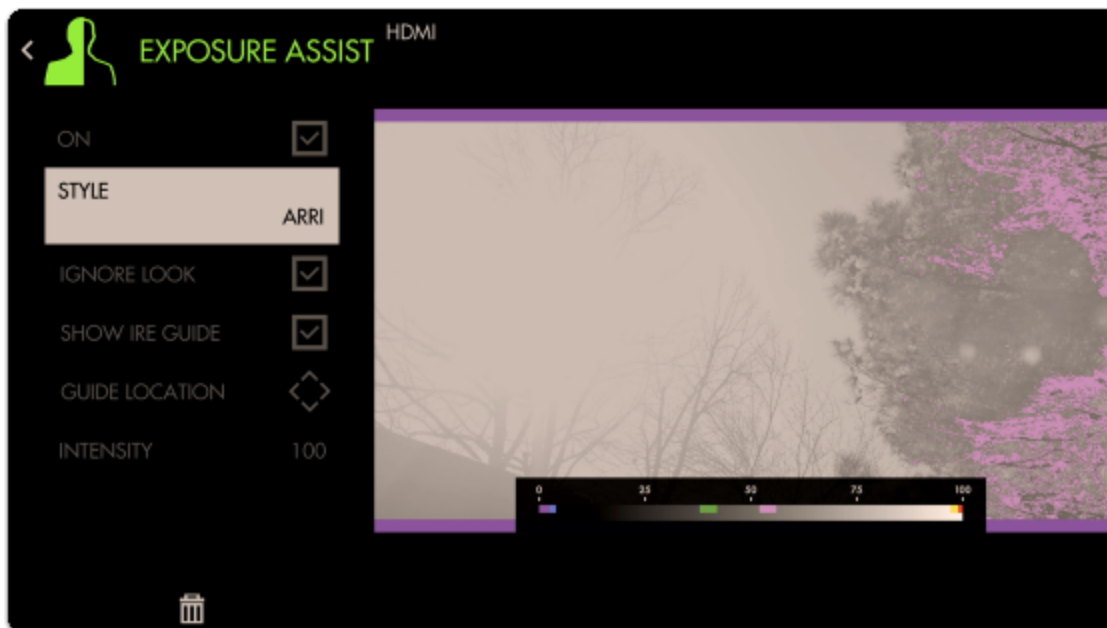 EXPOSURE ASSIST
HDMI
ON
STYLE
ARRI
IGNORE LOOK
SHOW IRE GUIDE
GUIDE LOCATION
INTENSITY 100
0 25 50 75 100